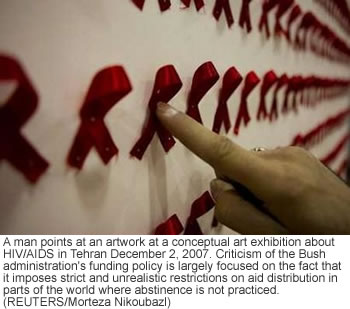 A man points at an artwork at a conceptual art exhibition about
HIV/AIDS in Tehran December 2, 2007. Criticism of the Bush
administration's funding policy is largely focused on the fact that
it imposes strict and unrealistic restrictions on aid distribution in
parts of the world where abstinence is not practiced.
(REUTERS/Morteza Nikoubazl)